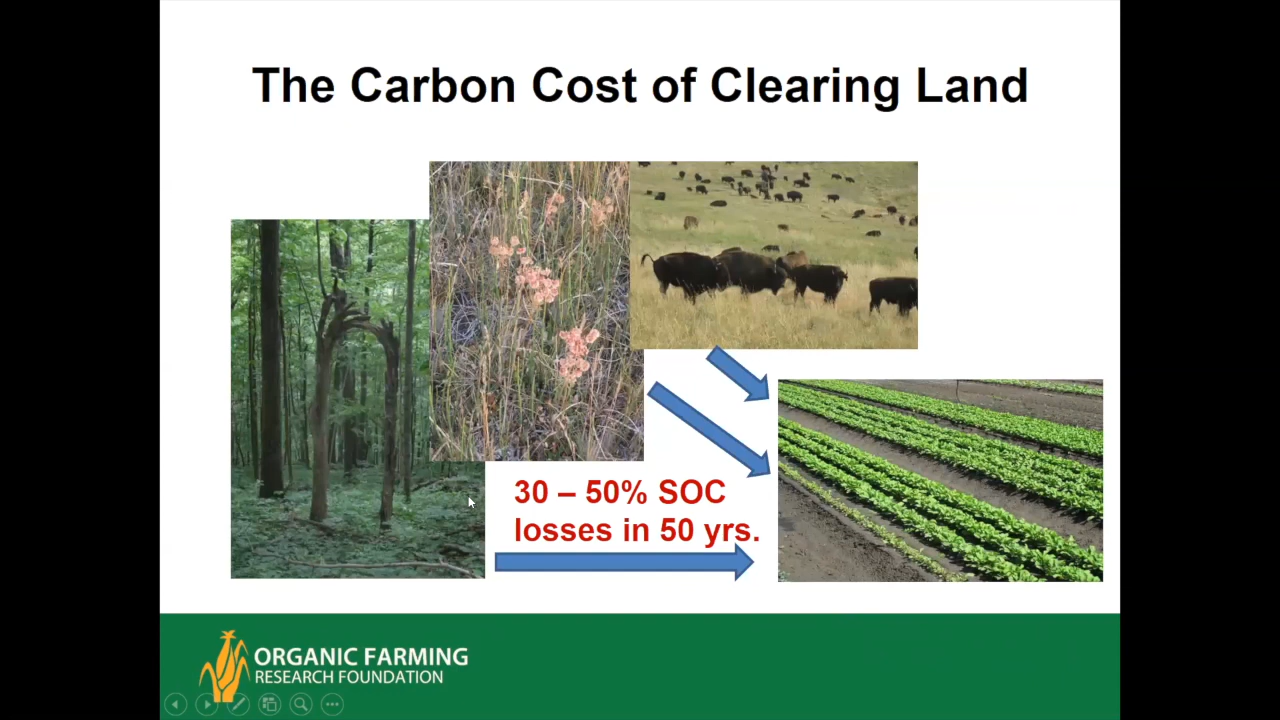 The Carbon Cost of Clearing Land
30 – 50% SOC
losses in 50 yrs.
ORGANIC FARMING
RESEARCH FOUNDATION